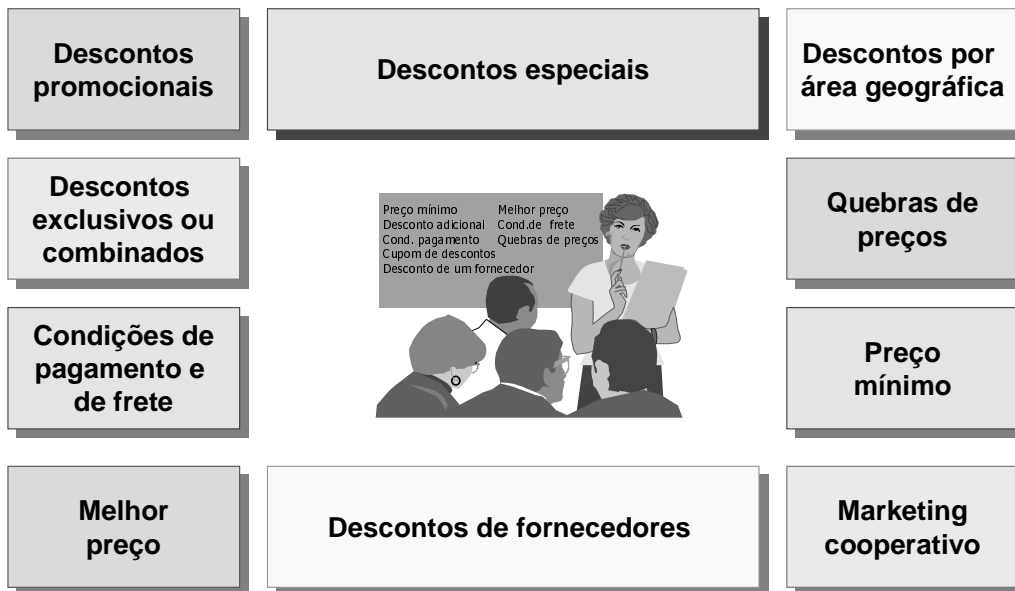 Descontos
promocionais
Descontos especiais
Descontos por
área geográfica
Descontos
exclusivos ou
combinados
Preço mínimo
Desconto adicional
Cond. pagamento
Cupom de descontos
Desconto de um fornecedor
Melhor preço
Cond.de frete
Quebras de preços
Quebras de
preços
Condições de
pagamento e
de frete
Preço
mínimo
Melhor
preço
Descontos de fornecedores
Marketing
cooperativo